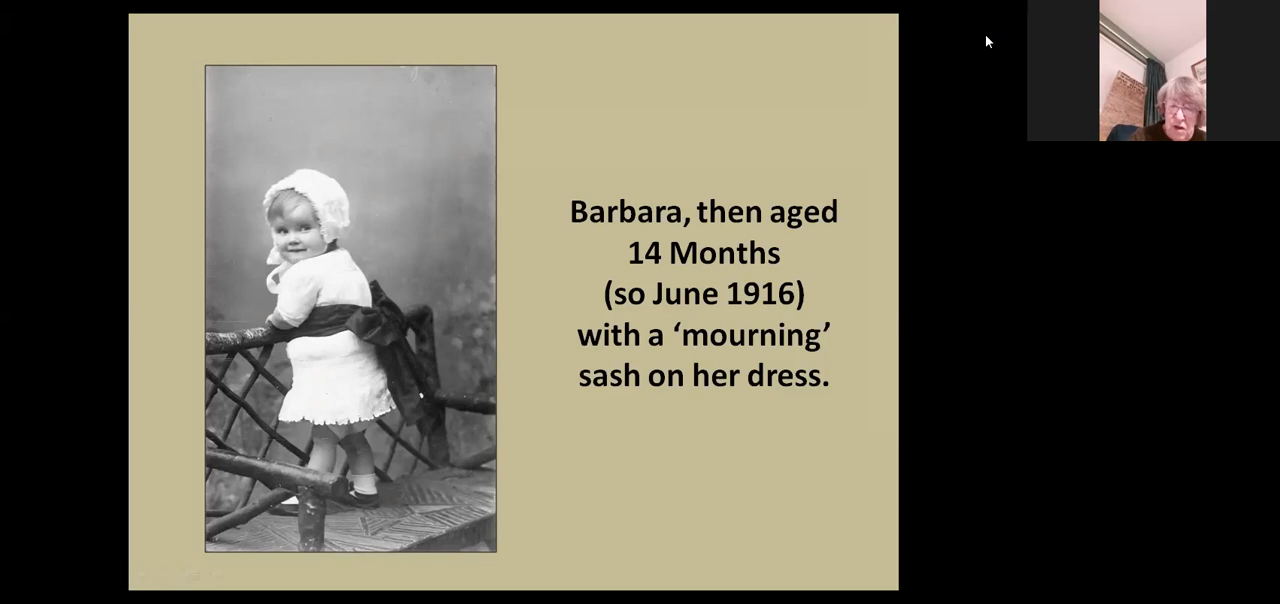 Barbara, then aged
14 Months
(so June 1916)
with a ‘mourning’
sash on her dress.